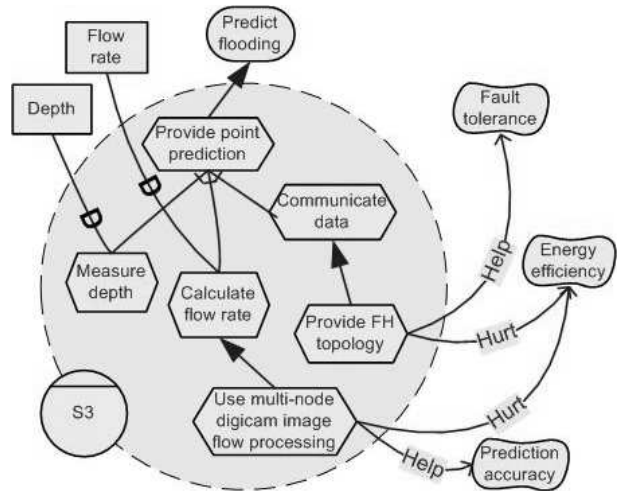 Predict
flooding
Flow
rate
Depth
Fault
tolerance
Provide point
prediction
D
D
Communicate
data
Measure
depth
Calculate
flow rate
Help
Energy
efficiency
Provide FH
topology
Hurt
Use multi-node
digicam image
flow processing
S3
Hurt
Help
Prediction
accuracy